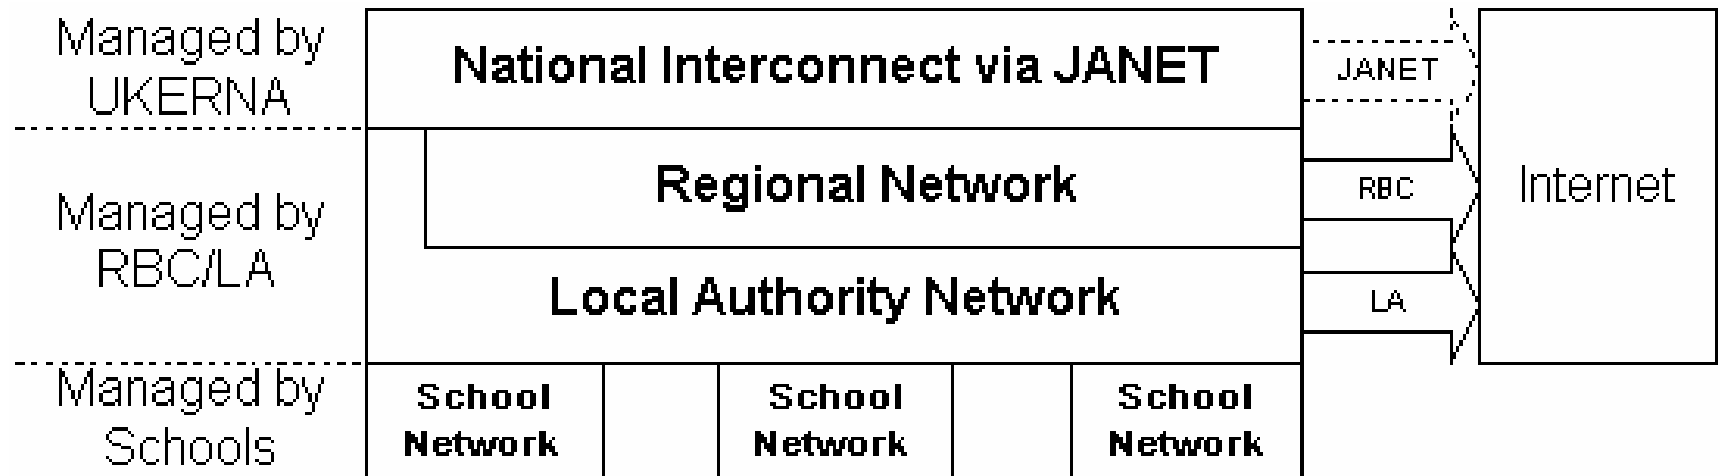 Managed by
UKERNA
National Interconnect via JANET
JANET
Managed by
RBC/LA
Regional Network
RBC
Internet
Local Authority Network
LA
Managed by
Schools
School
Network
School
Network
School
Network